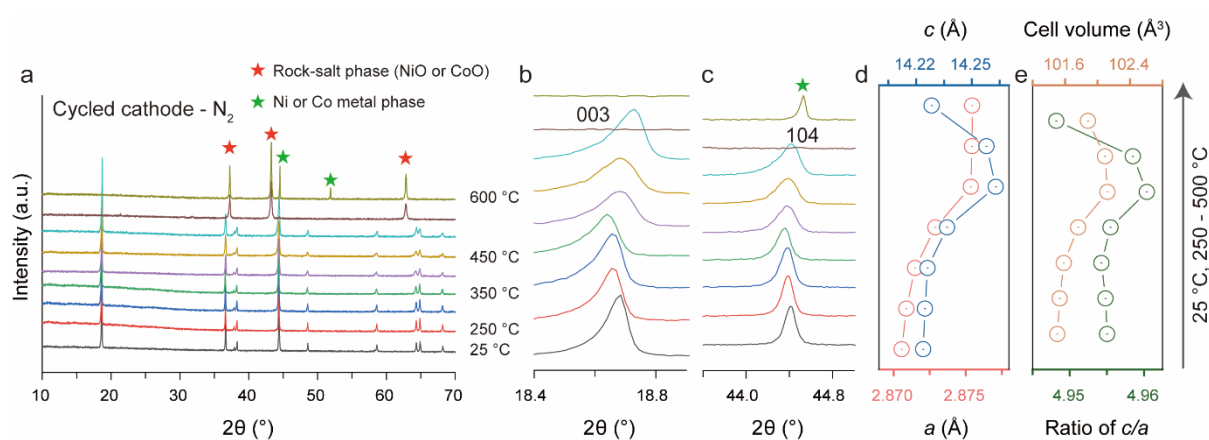 a
★ Rock-salt phase (NiO or CoO)
★ Ni or Co metal phase
Cycled cathode - N₂
Intensity (a.u.)
600 °C
450 °C
350 °C
250 °C
25 °C
10 20 30 40 50 60 70
2θ (°)
b
003
18.4 18.8
2θ (°)
c
104
44.0 44.8
2θ (°)
d
c (Å)
14.22 14.25
2.870 2.875
a (Å)
e
Cell volume (Å³)
101.6 102.4
4.95 4.96
Ratio of c/a
25 °C, 250 - 500 °C